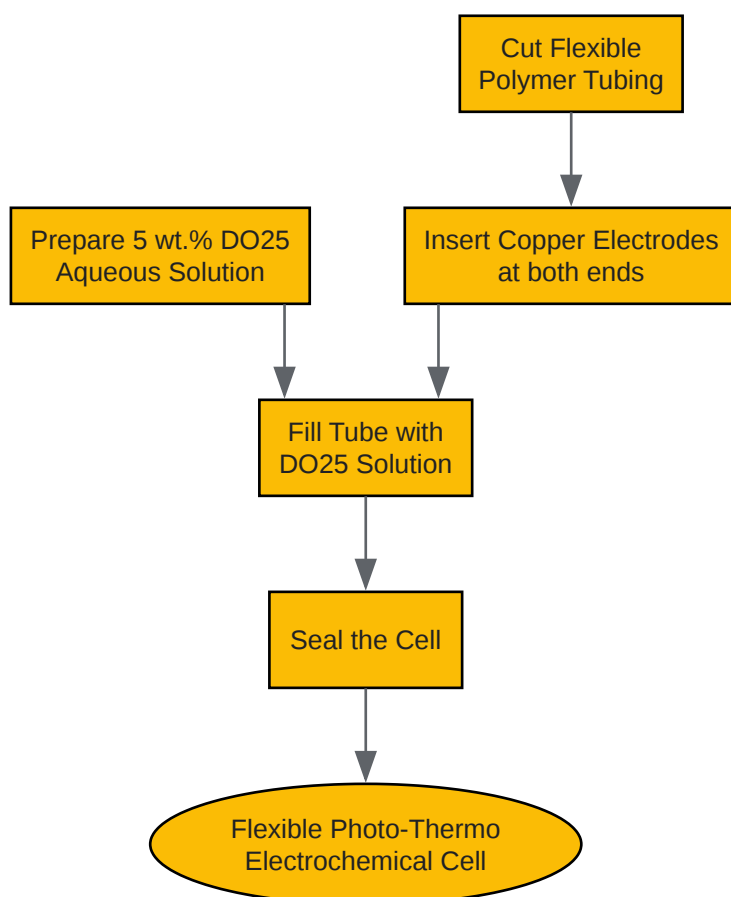 Cut Flexible
Polymer Tubing
Prepare 5 wt.% DO25
Aqueous Solution
Insert Copper Electrodes
at both ends
Fill Tube with
DO25 Solution
Seal the Cell
Flexible Photo-Thermo
Electrochemical Cell